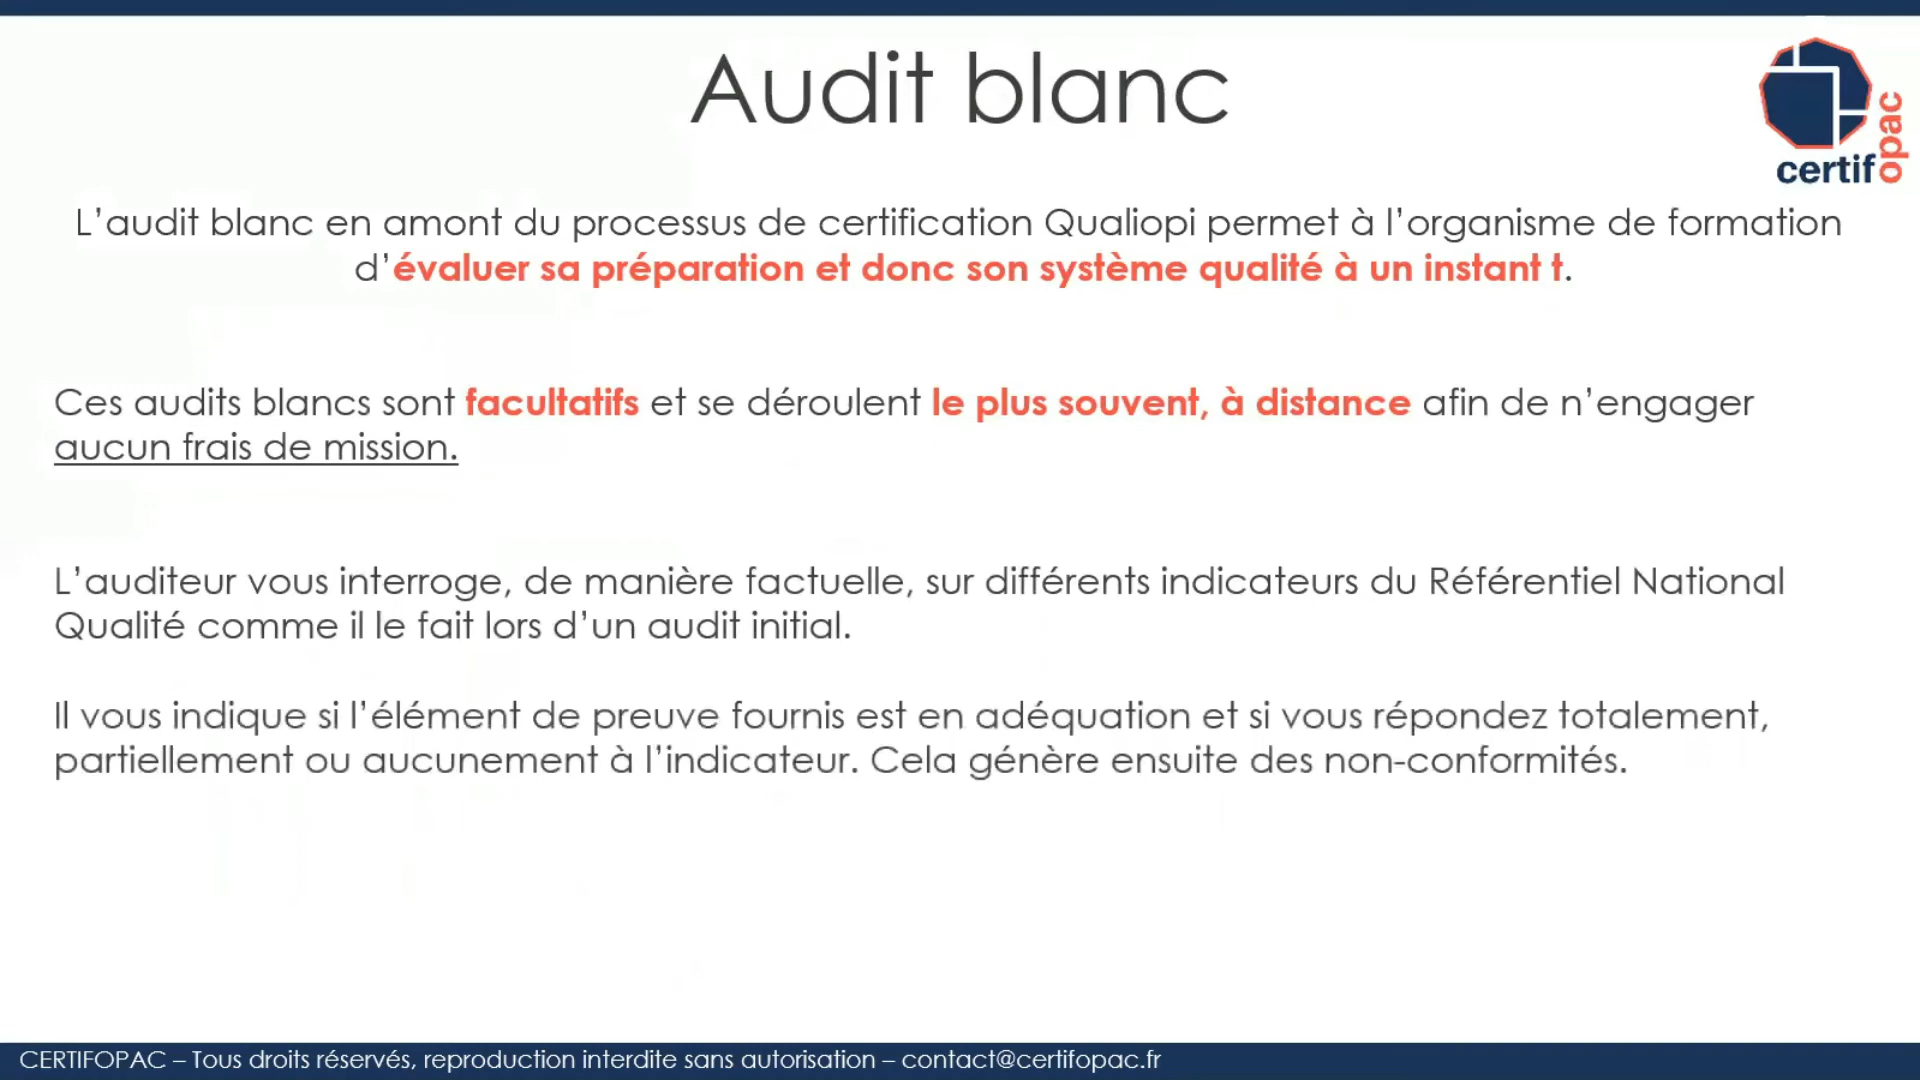 Audit blanc
certifopac
L’audit blanc en amont du processus de certification Qualiopi permet à l’organisme de formation
d’évaluer sa préparation et donc son système qualité à un instant t.
Ces audits blancs sont facultatifs et se déroulent le plus souvent, à distance afin de n’engager
aucun frais de mission.
L’auditeur vous interroge, de manière factuelle, sur différents indicateurs du Référentiel National
Qualité comme il le fait lors d’un audit initial.
Il vous indique si l’élément de preuve fournis est en adéquation et si vous répondez totalement,
partiellement ou aucunement à l’indicateur. Cela génère ensuite des non-conformités.
CERTIFOPAC – Tous droits réservés, reproduction interdite sans autorisation – contact@certifopac.fr